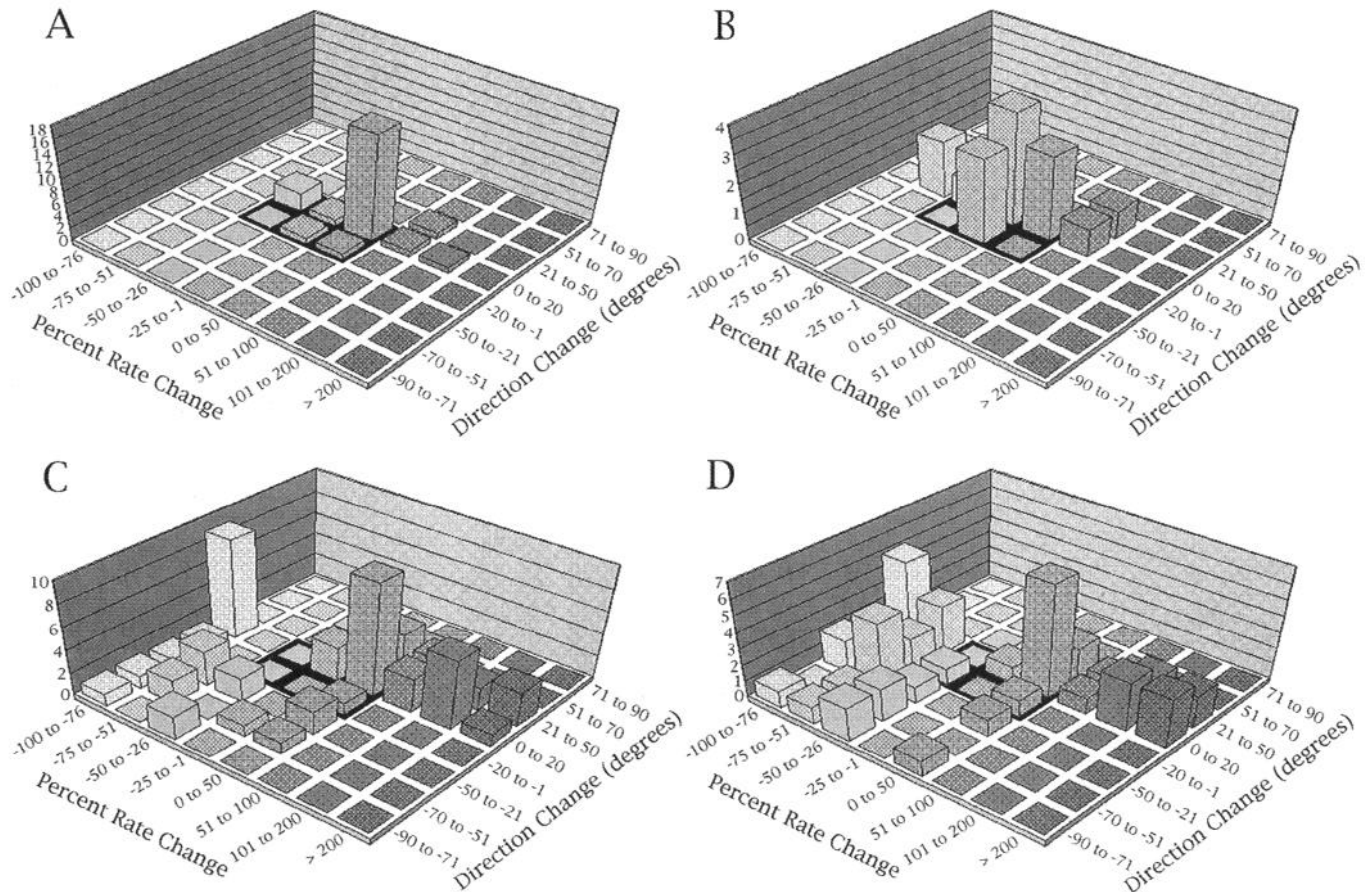 A
18
16
14
12
10
8
6
4
2
0
-100 to -76
-75 to -51
-50 to -26
-25 to -1
0 to 50
51 to 100
101 to 200
> 200
Percent Rate Change
71 to 90
51 to 70
21 to 50
0 to 20
-20 to -1
-50 to -21
-70 to -51
-90 to -71
Direction Change (degrees)
B
4
3
2
1
0
-100 to -76
-75 to -51
-50 to -26
-25 to -1
0 to 50
51 to 100
101 to 200
> 200
Percent Rate Change
71 to 90
51 to 70
21 to 50
0 to 20
-20 to -1
-50 to -21
-70 to -51
-90 to -71
Direction Change (degrees)
C
10
8
6
4
2
0
-100 to -76
-75 to -51
-50 to -26
-25 to -1
0 to 50
51 to 100
101 to 200
> 200
Percent Rate Change
71 to 90
51 to 70
21 to 50
0 to 20
-20 to -1
-50 to -21
-70 to -51
-90 to -71
Direction Change (degrees)
D
7
6
5
4
3
2
1
0
-100 to -76
-75 to -51
-50 to -26
-25 to -1
0 to 50
51 to 100
101 to 200
> 200
Percent Rate Change
71 to 90
51 to 70
21 to 50
0 to 20
-20 to -1
-50 to -21
-70 to -51
-90 to -71
Direction Change (degrees)